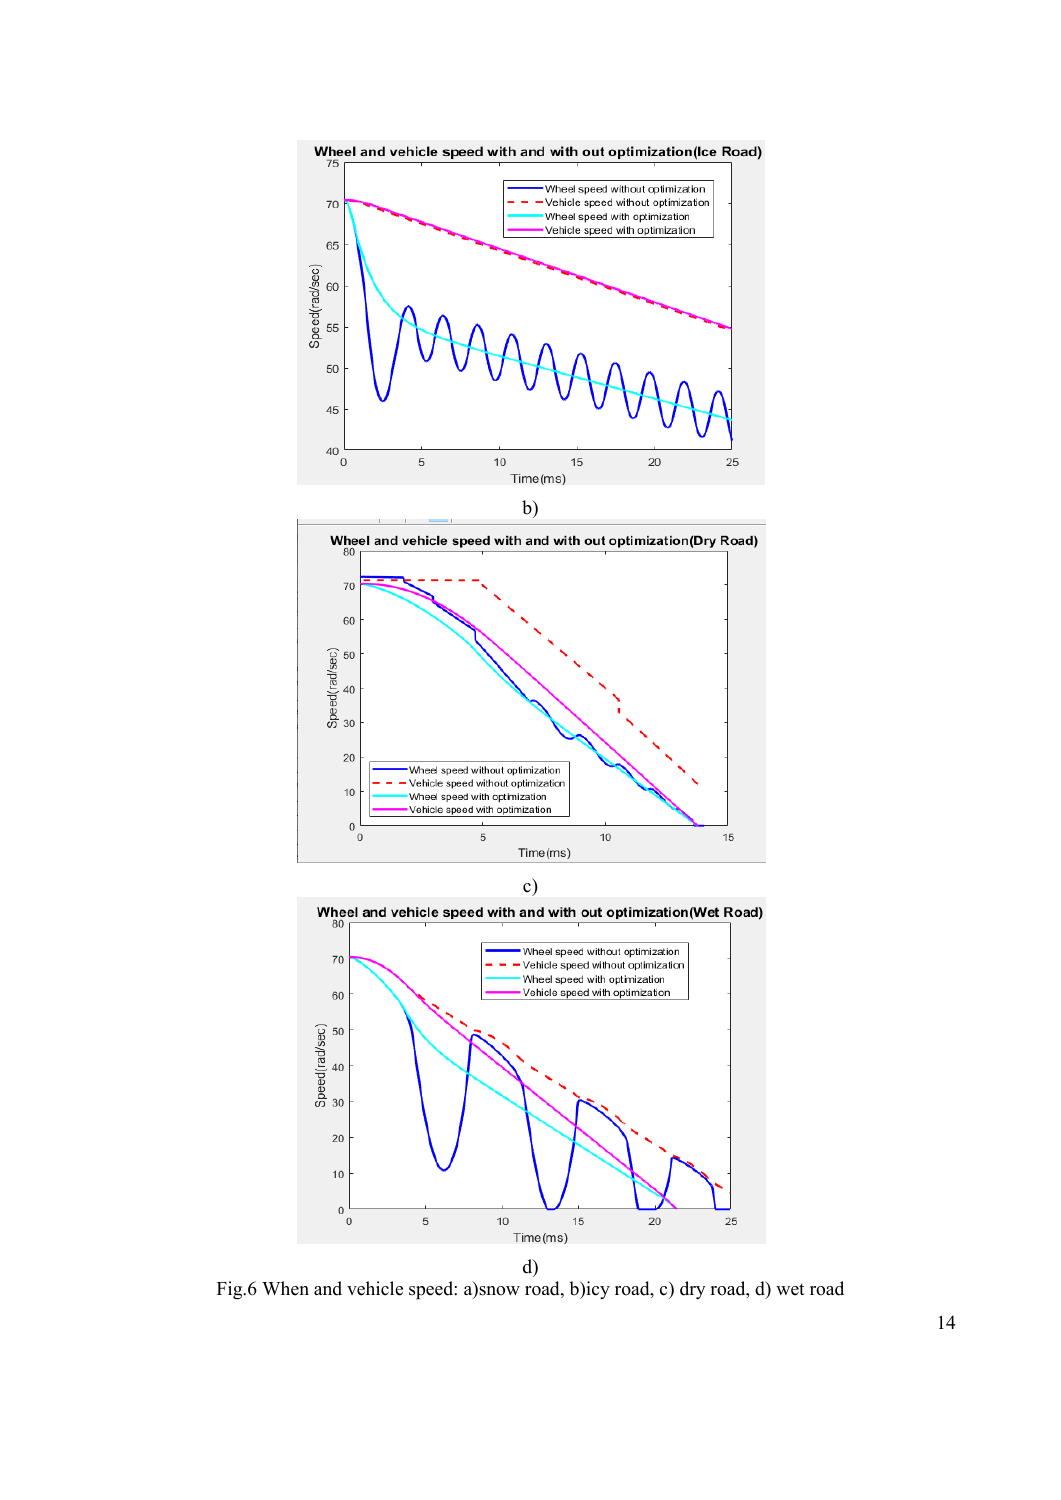 Wheel and vehicle speed with and with out optimization(Ice Road)
75
70
65
60
55
50
45
40
Speed(rad/sec)
Wheel speed without optimization
Vehicle speed without optimization
Wheel speed with optimization
Vehicle speed with optimization
0 5 10 15 20 25
Time(ms)
b)
Wheel and vehicle speed with and with out optimization(Dry Road)
80
70
60
50
40
30
20
10
0
Speed(rad/sec)
Wheel speed without optimization
Vehicle speed without optimization
Wheel speed with optimization
Vehicle speed with optimization
0 5 10 15
Time(ms)
c)
Wheel and vehicle speed with and with out optimization(Wet Road)
80
70
60
50
40
30
20
10
0
Speed(rad/sec)
Wheel speed without optimization
Vehicle speed without optimization
Wheel speed with optimization
Vehicle speed with optimization
0 5 10 15 20 25
Time(ms)
d)
Fig.6 When and vehicle speed: a)snow road, b)icy road, c) dry road, d) wet road
14